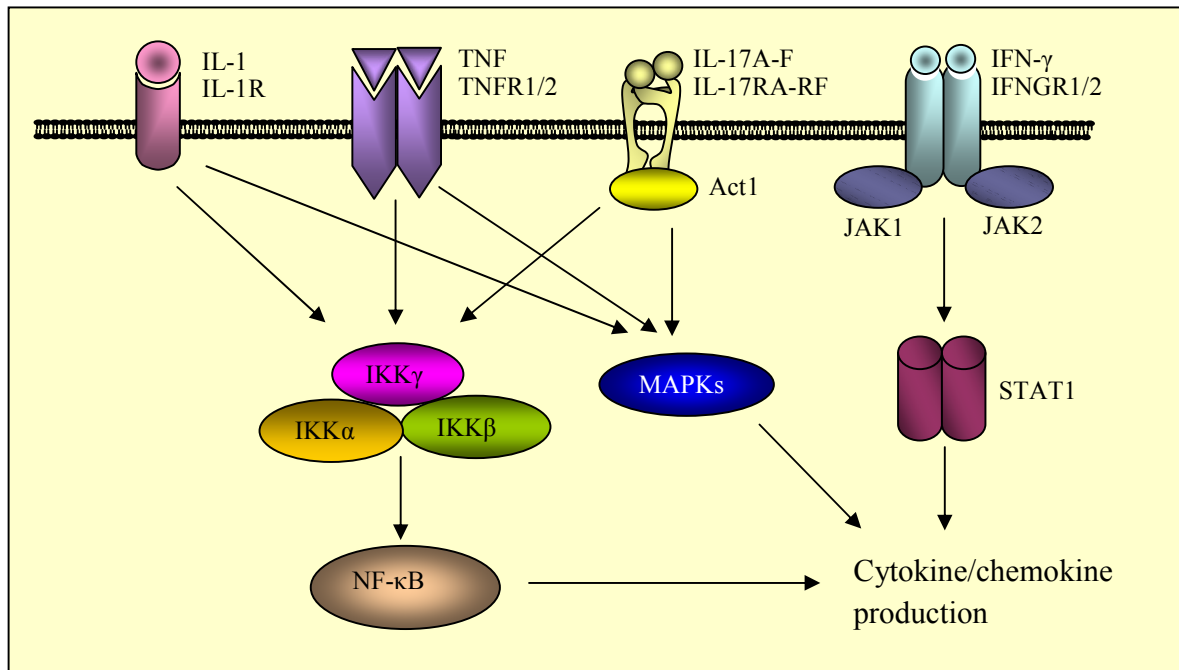 IL-1
IL-1R
TNF
TNFR1/2
IL-17A-F
IL-17RA-RF
IFN-γ
IFNGR1/2
Act1
JAK1
JAK2
IKKγ
IKKα
IKKβ
MAPKs
STAT1
NF-κB
Cytokine/chemokine
production